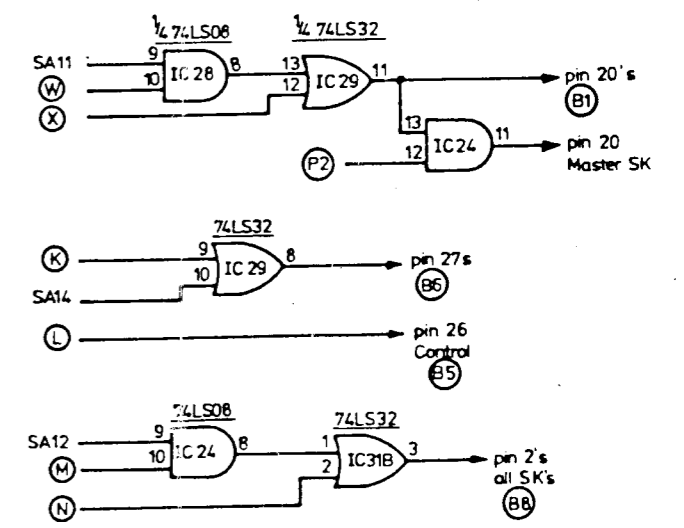 ¼ 74LS08
¼ 74LS32
SA11
9
IC 28
8
13
IC 29
11
pin 20's
W
10
12
B1
X
13
IC 24
11
pin 20
P2
12
Master SK
74LS32
K
9
IC 29
8
pin 27s
10
B6
SA14
L
pin 26
Control
B5
74LS08
74LS32
SA12
9
IC 24
8
1
IC31B
3
pin 2's
M
10
2
all SK's
N
B8